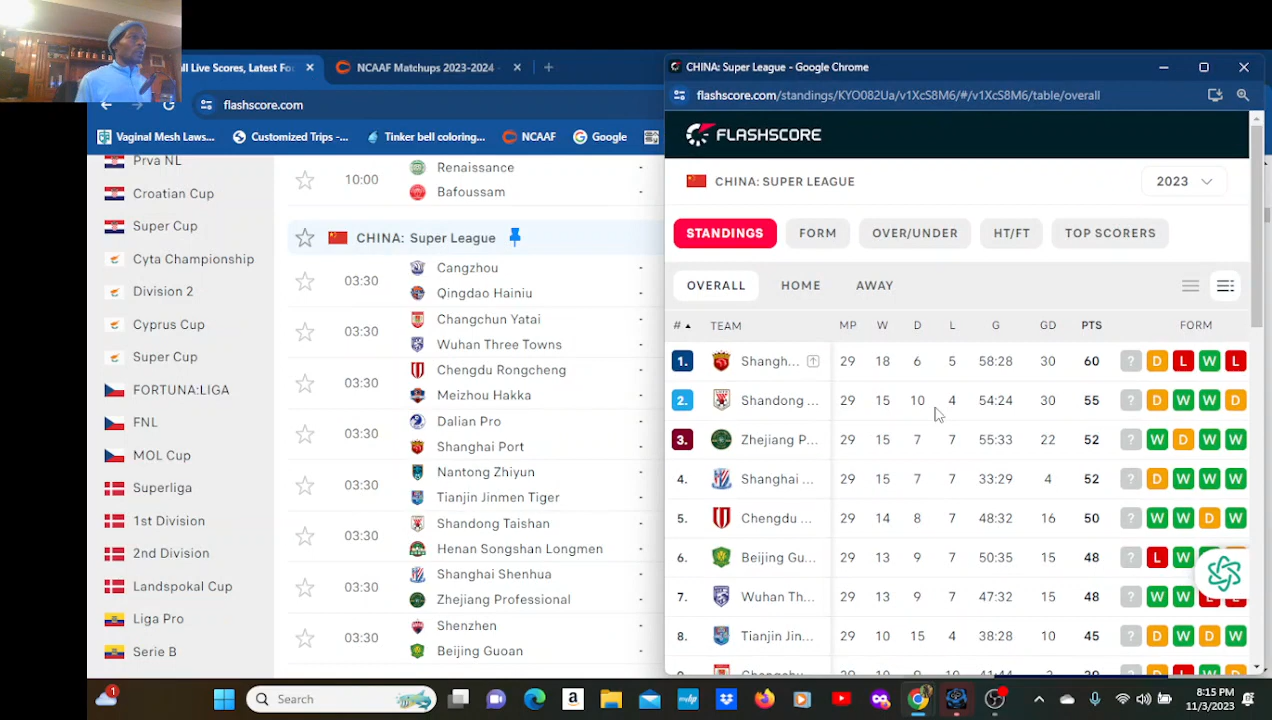 ll Live Scores, Latest Fo
NCAAF Matchups 2023-2024 -
flashscore.com
Vaginal Mesh Laws...
Customized Trips -...
Tinker bell coloring...
NCAAF
Google
Prva NL
Croatian Cup
Super Cup
Cyta Championship
Division 2
Cyprus Cup
Super Cup
FORTUNA:LIGA
FNL
MOL Cup
Superliga
1st Division
2nd Division
Landspokal Cup
Liga Pro
Serie B
10:00
Renaissance -
Bafoussam -
CHINA: Super League
03:30
Cangzhou -
Qingdao Hainiu -
03:30
Changchun Yatai -
Wuhan Three Towns -
03:30
Chengdu Rongcheng -
Meizhou Hakka -
03:30
Dalian Pro -
Shanghai Port -
03:30
Nantong Zhiyun -
Tianjin Jinmen Tiger -
03:30
Shandong Taishan -
Henan Songshan Longmen -
03:30
Shanghai Shenhua -
Zhejiang Professional -
03:30
Shenzhen -
Beijing Guoan -
CHINA: Super League - Google Chrome
flashscore.com/standings/KYO082Ua/v1XcS8M6/#/v1XcS8M6/table/overall
FLASHSCORE
CHINA: SUPER LEAGUE
2023
STANDINGS FORM OVER/UNDER HT/FT TOP SCORERS
OVERALL HOME AWAY
# TEAM MP W D L G GD PTS FORM
1. Shangh... 29 18 6 5 58:28 30 60 ? D L W L
2. Shandong ... 29 15 10 4 54:24 30 55 ? D W W D
3. Zhejiang P... 29 15 7 7 55:33 22 52 ? W D W W
4. Shanghai ... 29 15 7 7 33:29 4 52 ? D W W W
5. Chengdu ... 29 14 8 7 48:32 16 50 ? W W D W
6. Beijing Gu... 29 13 9 7 50:35 15 48 ? L W
7. Wuhan Th... 29 13 9 7 47:32 15 48 ? W W L L
8. Tianjin Jin... 29 10 15 4 38:28 10 45 ? D W D W
1
Search
8:15 PM
11/3/2023